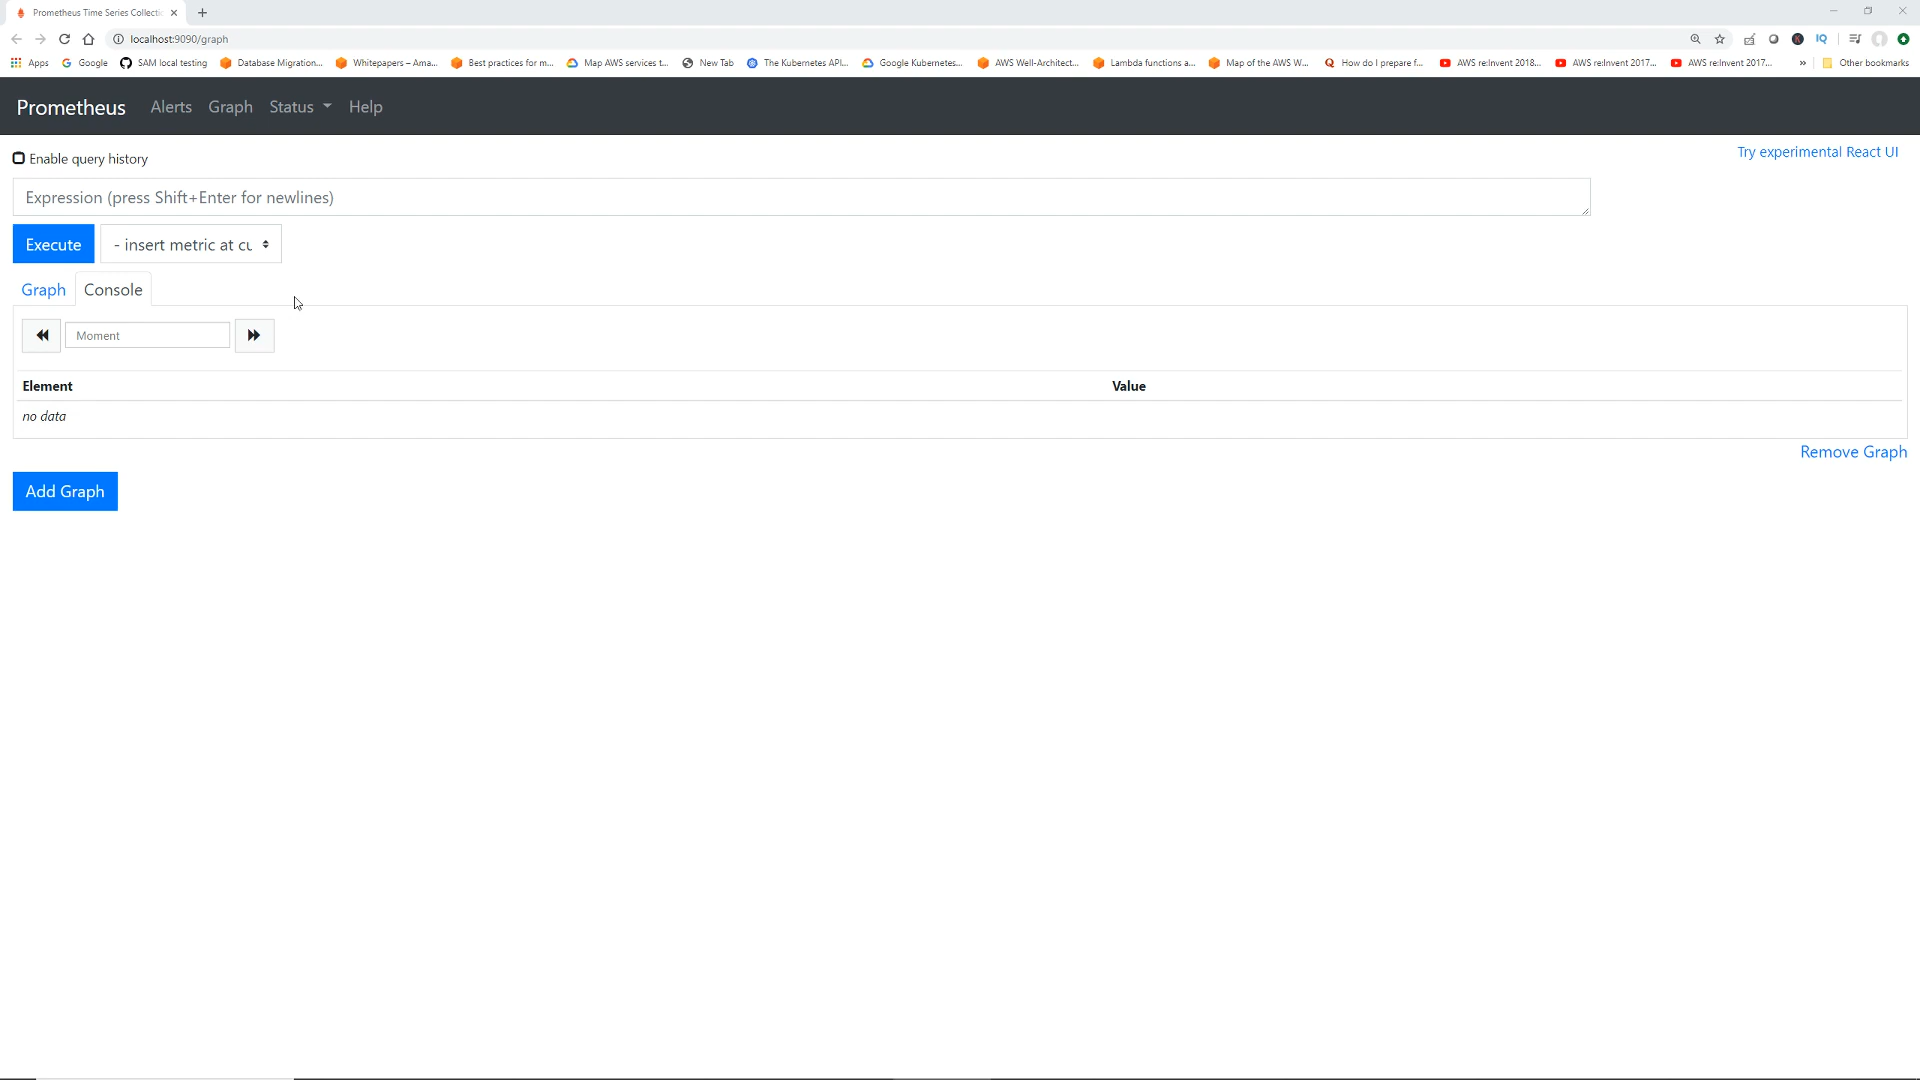 Prometheus Time Series Collectic
localhost:9090/graph
Apps Google SAM local testing Database Migration... Whitepapers – Ama... Best practices for m... Map AWS services t... New Tab The Kubernetes API... Google Kubernetes... AWS Well-Architect... Lambda functions a... Map of the AWS W... How do I prepare f... AWS re:Invent 2018... AWS re:Invent 2017... AWS re:Invent 2017... » Other bookmarks
Prometheus Alerts Graph Status Help
Enable query history
Try experimental React UI
Expression (press Shift+Enter for newlines)
Execute - insert metric at cu
Graph Console
Moment
Element Value
no data
Remove Graph
Add Graph